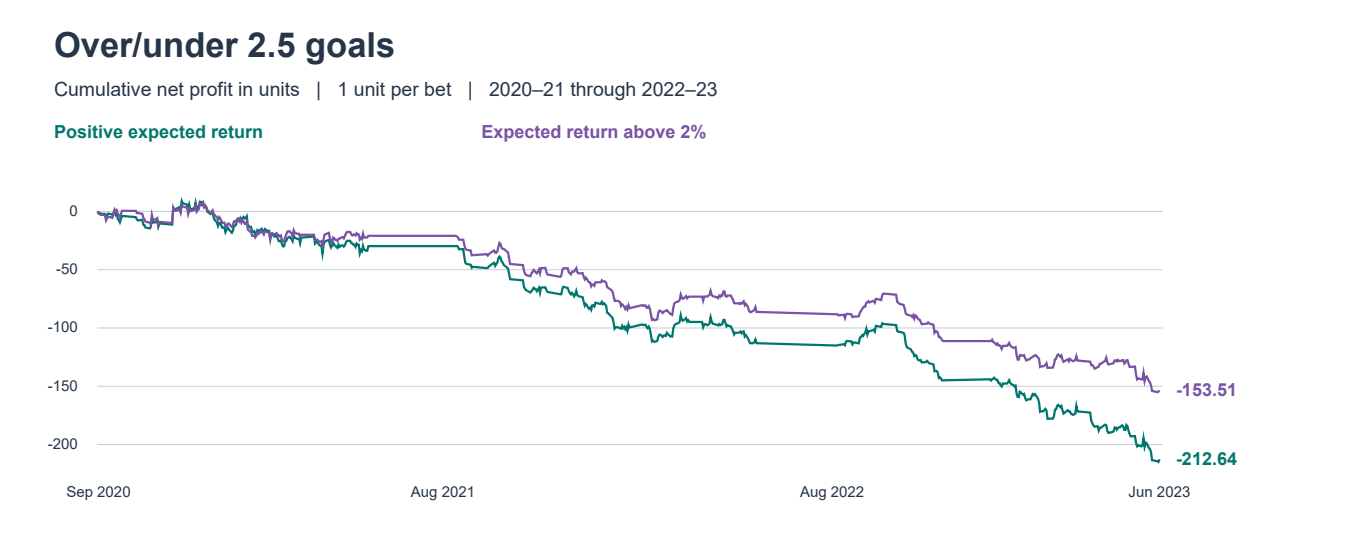 Over/under 2.5 goals
Cumulative net profit in units | 1 unit per bet | 2020–21 through 2022–23
Positive expected return Expected return above 2%
0
-50
-100
-150
-200
-153.51
-212.64
Sep 2020 Aug 2021 Aug 2022 Jun 2023